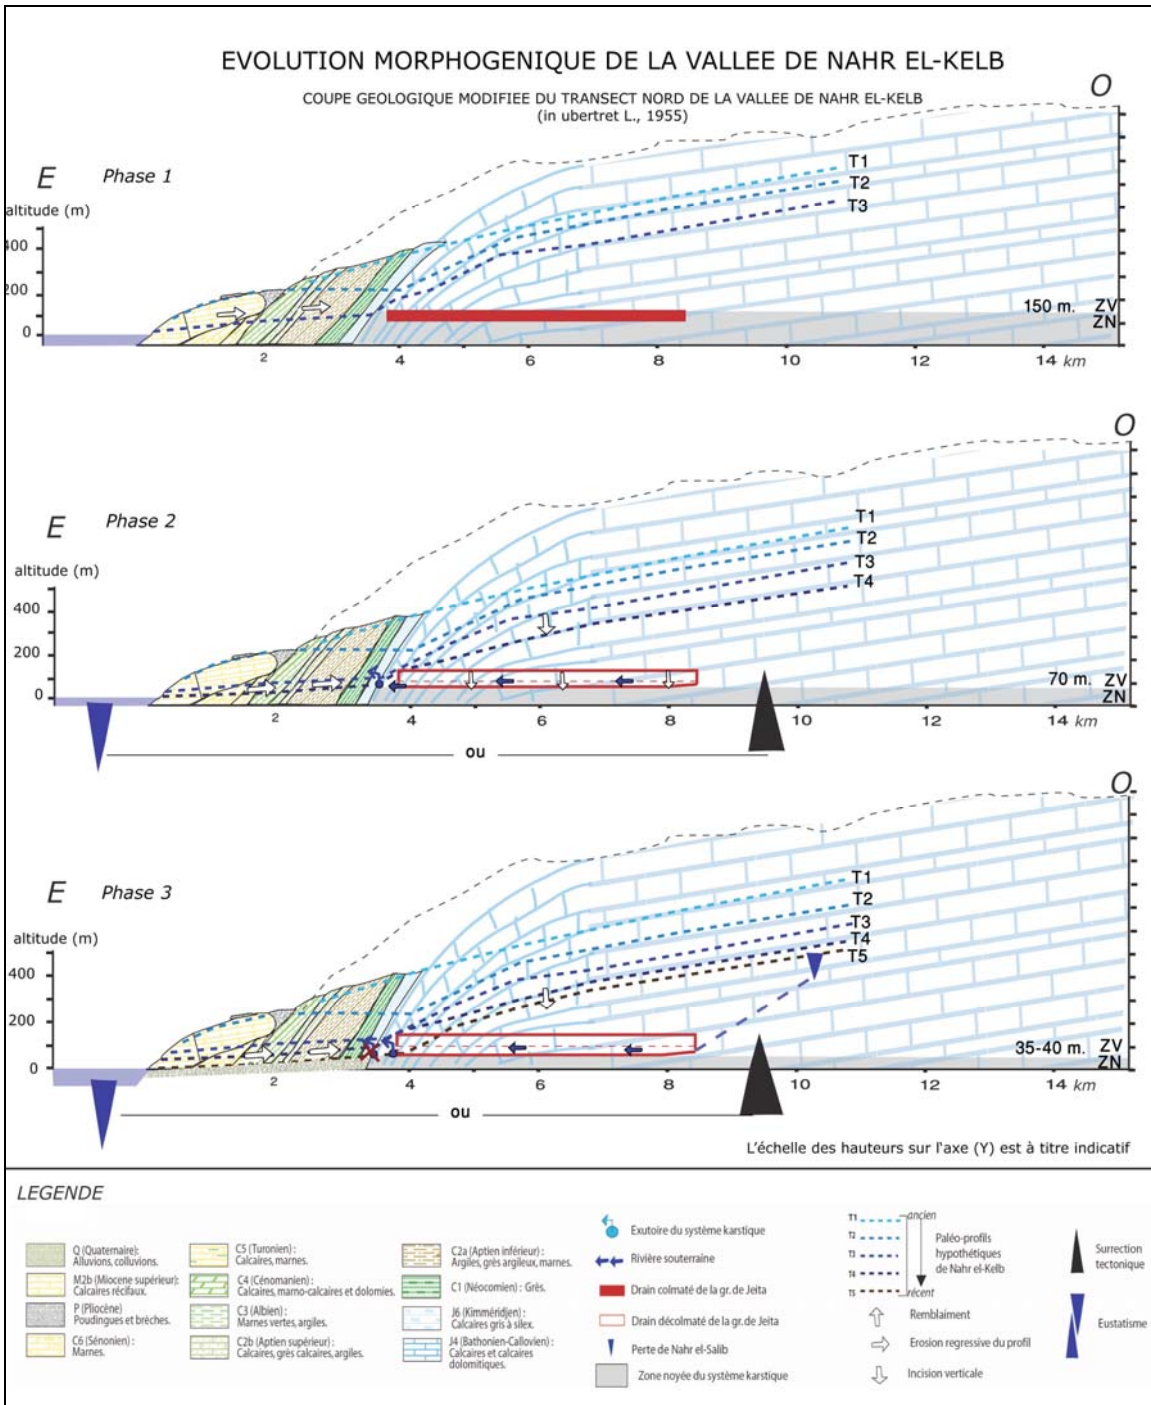 EVOLUTION MORPHOGENIQUE DE LA VALLEE DE NAHR EL-KELB
COUPE GEOLOGIQUE MODIFIEE DU TRANSECT NORD DE LA VALLEE DE NAHR EL-KELB
(in ubertret L., 1955)
O
E Phase 1
altitude (m)
400
200
0
T1
T2
T3
150 m. ZV
ZN
2 4 6 8 10 12 14 km
O
E Phase 2
altitude (m)
400
200
0
T1
T2
T3
T4
70 m. ZV
ZN
2 4 6 8 10 12 14 km
ou
O
E Phase 3
altitude (m)
400
200
0
T1
T2
T3
T4
T5
35-40 m. ZV
ZN
2 4 6 8 10 12 14 km
ou
L'échelle des hauteurs sur l'axe (Y) est à titre indicatif
LEGENDE
Q (Quaternaire):
Alluvions, colluvions.
M2b (Miocene supérieur):
Calcaires récifaux.
P (Pliocène)
Poudingues et brèches.
C6 (Sénonien) :
Marnes.
C5 (Turonien) :
Calcaires, marnes.
C4 (Cénomanien) :
Calcaires, marno-calcaires et dolomies.
C3 (Albien) :
Marnes vertes, argiles.
C2b (Aptien supérieur) :
Calcaires, grès calcaires, argiles.
C2a (Aptien inférieur) :
Argiles, grès argileux, marnes.
C1 (Néocomien) : Grès.
J6 (Kimméridjen) :
Calcaires gris à silex.
J4 (Bathonien-Callovien) :
Calcaires et calcaires
dolomitiques.
Exutoire du système karstique
Rivière souterraine
Drain colmaté de la gr. de Jeita
Drain décolmaté de la gr. de Jeita
Perte de Nahr el-Salib
Zone noyée du système karstique
T1
T2
T3
T4
T5
ancien
récent
Paléo-profils
hypothétiques
de Nahr el-Kelb
Remblaiment
Erosion regressive du profil
Incision verticale
Surrection
tectonique
Eustatisme